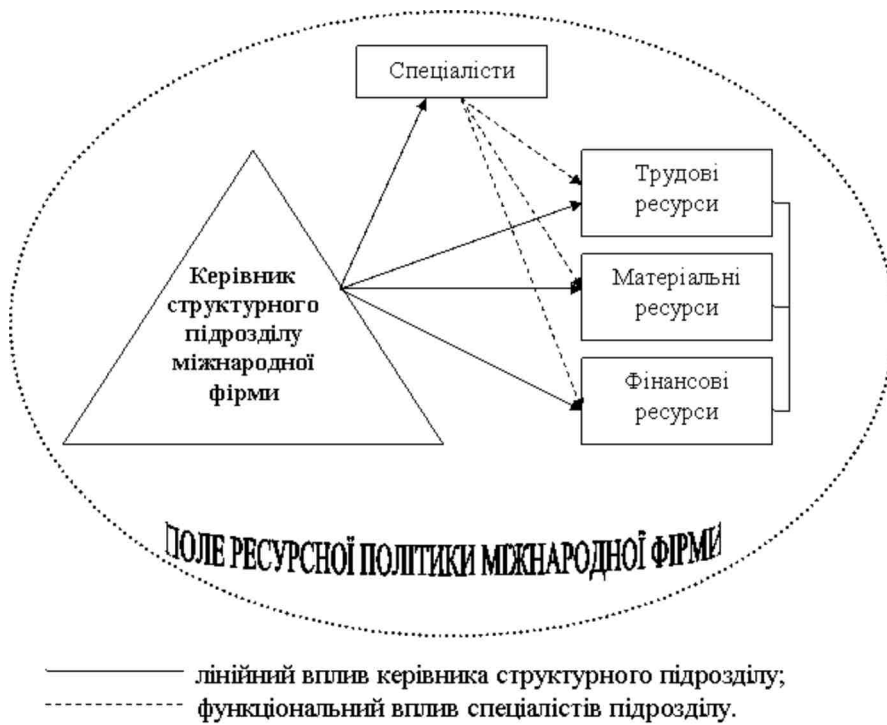 Спеціалісти
Трудові
ресурси
Керівник
структурного
підрозділу
міжнародної
фірми
Матеріальні
ресурси
Фінансові
ресурси
ПОЛЕ РЕСУРСНОЇ ПОЛІТИКИ МІЖНАРОДНОЇ ФІРМИ
лінійний вплив керівника структурного підрозділу;
функціональний вплив спеціалістів підрозділу.